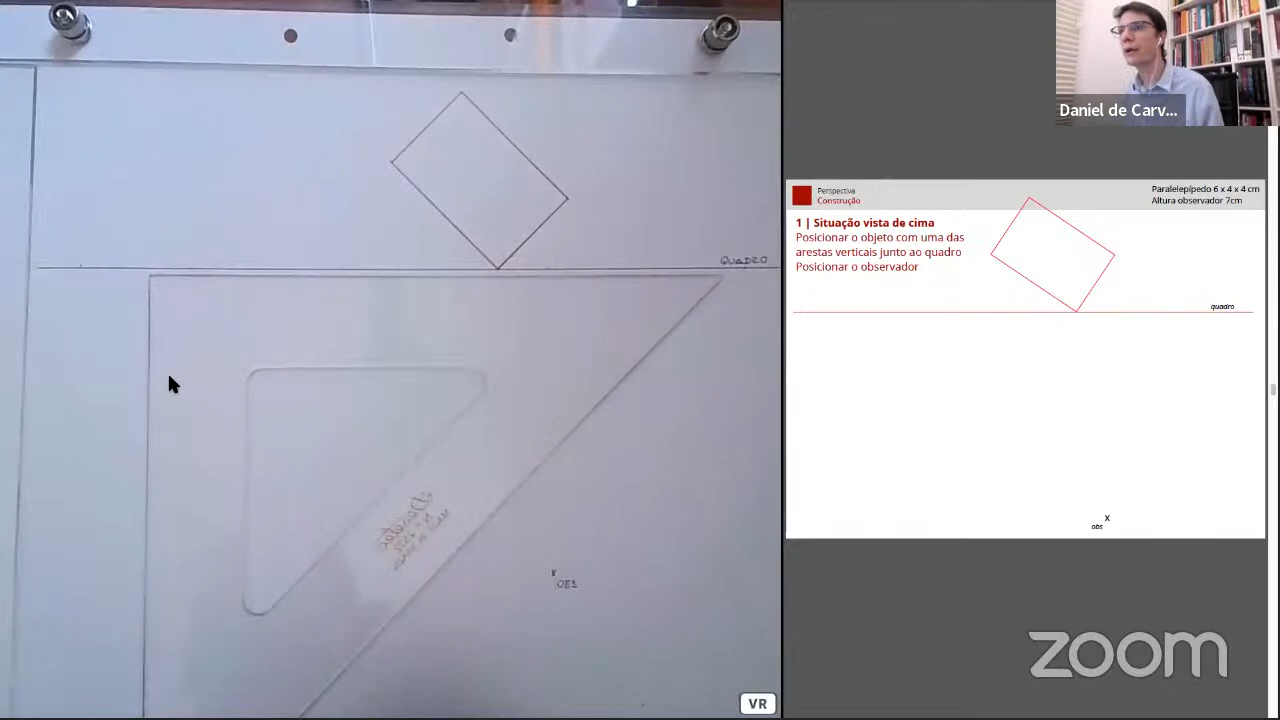 QUADRO
OBS
VR
Daniel de Carv...
Perspectiva
Construção
Paralelepípedo 6 x 4 x 4 cm
Altura observador 7cm
1 | Situação vista de cima
Posicionar o objeto com uma das
arestas verticais junto ao quadro
Posicionar o observador
quadro
x
obs
zoom